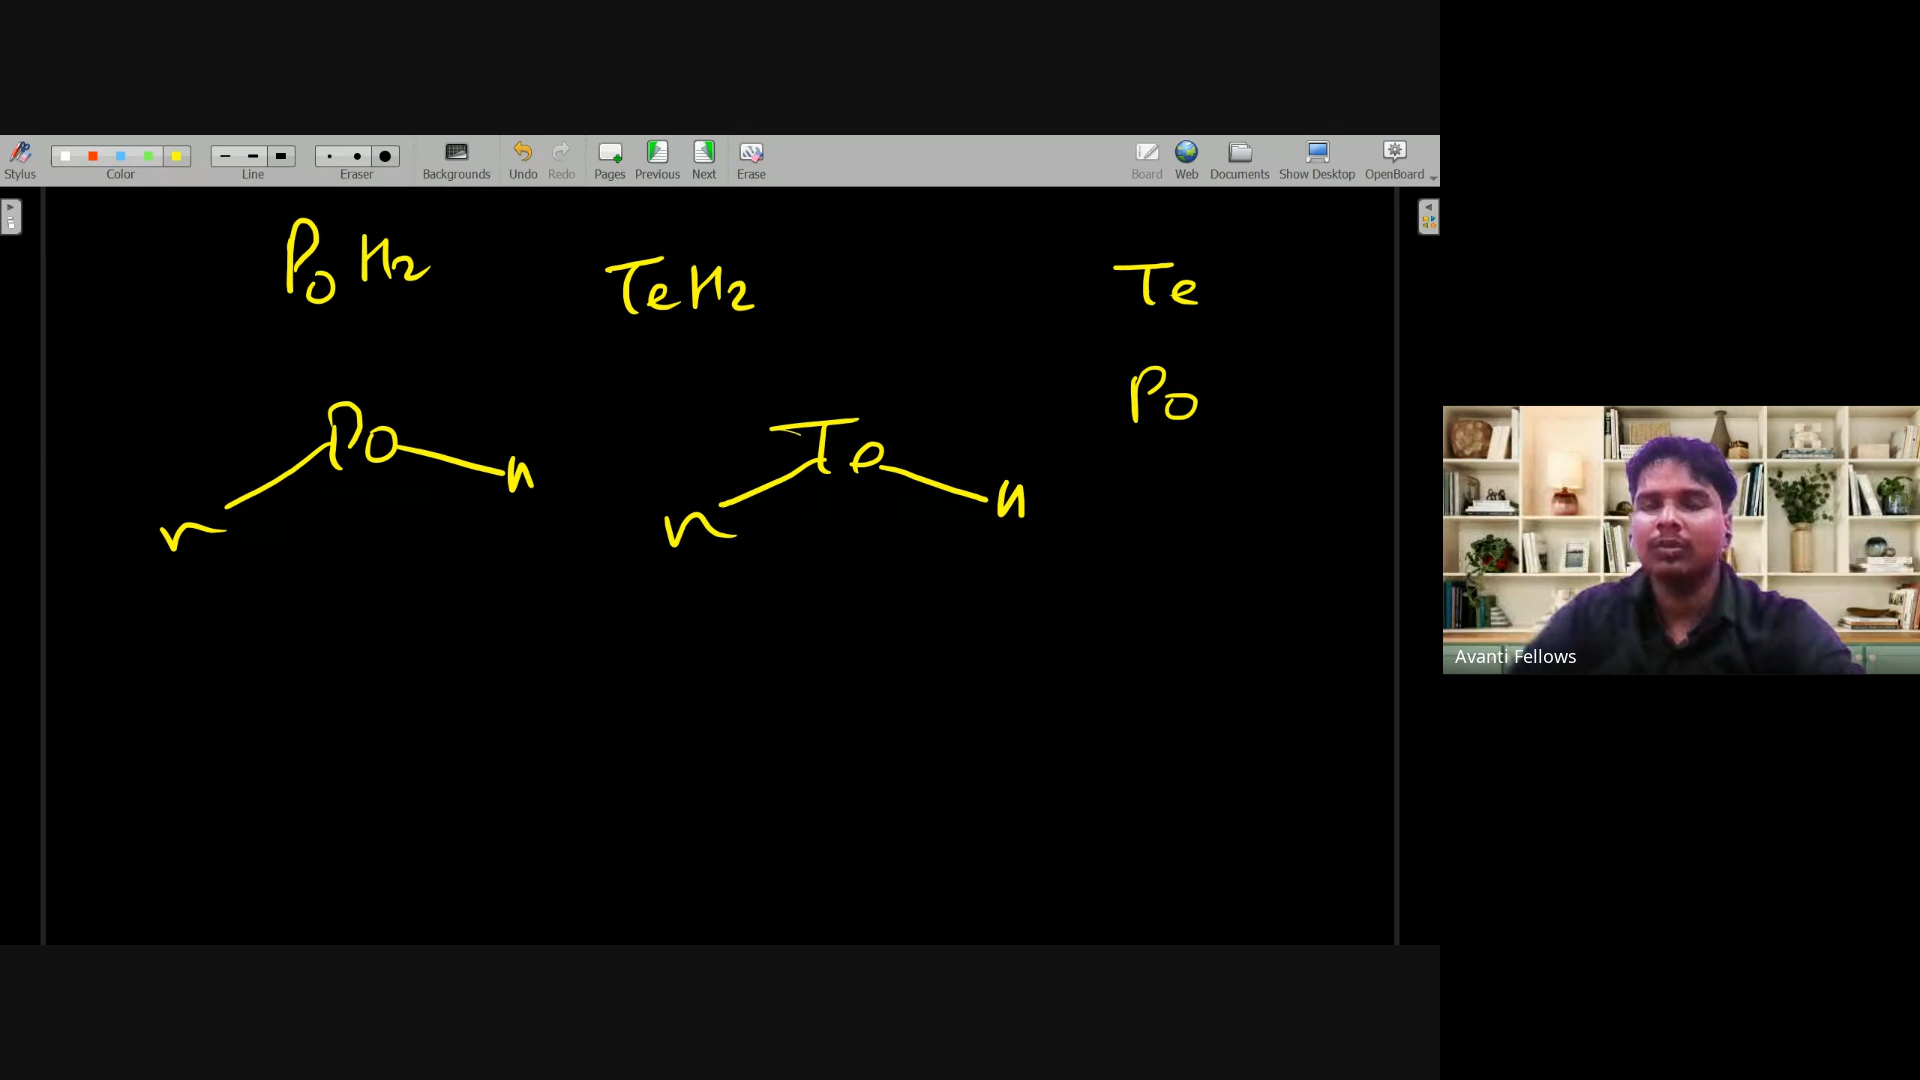 Stylus Color Line Eraser Backgrounds Undo Redo Pages Previous Next Erase Board Web Documents Show Desktop OpenBoard
PoH2 TeH2 Te
Po
Po Te
H H
H H
Avanti Fellows